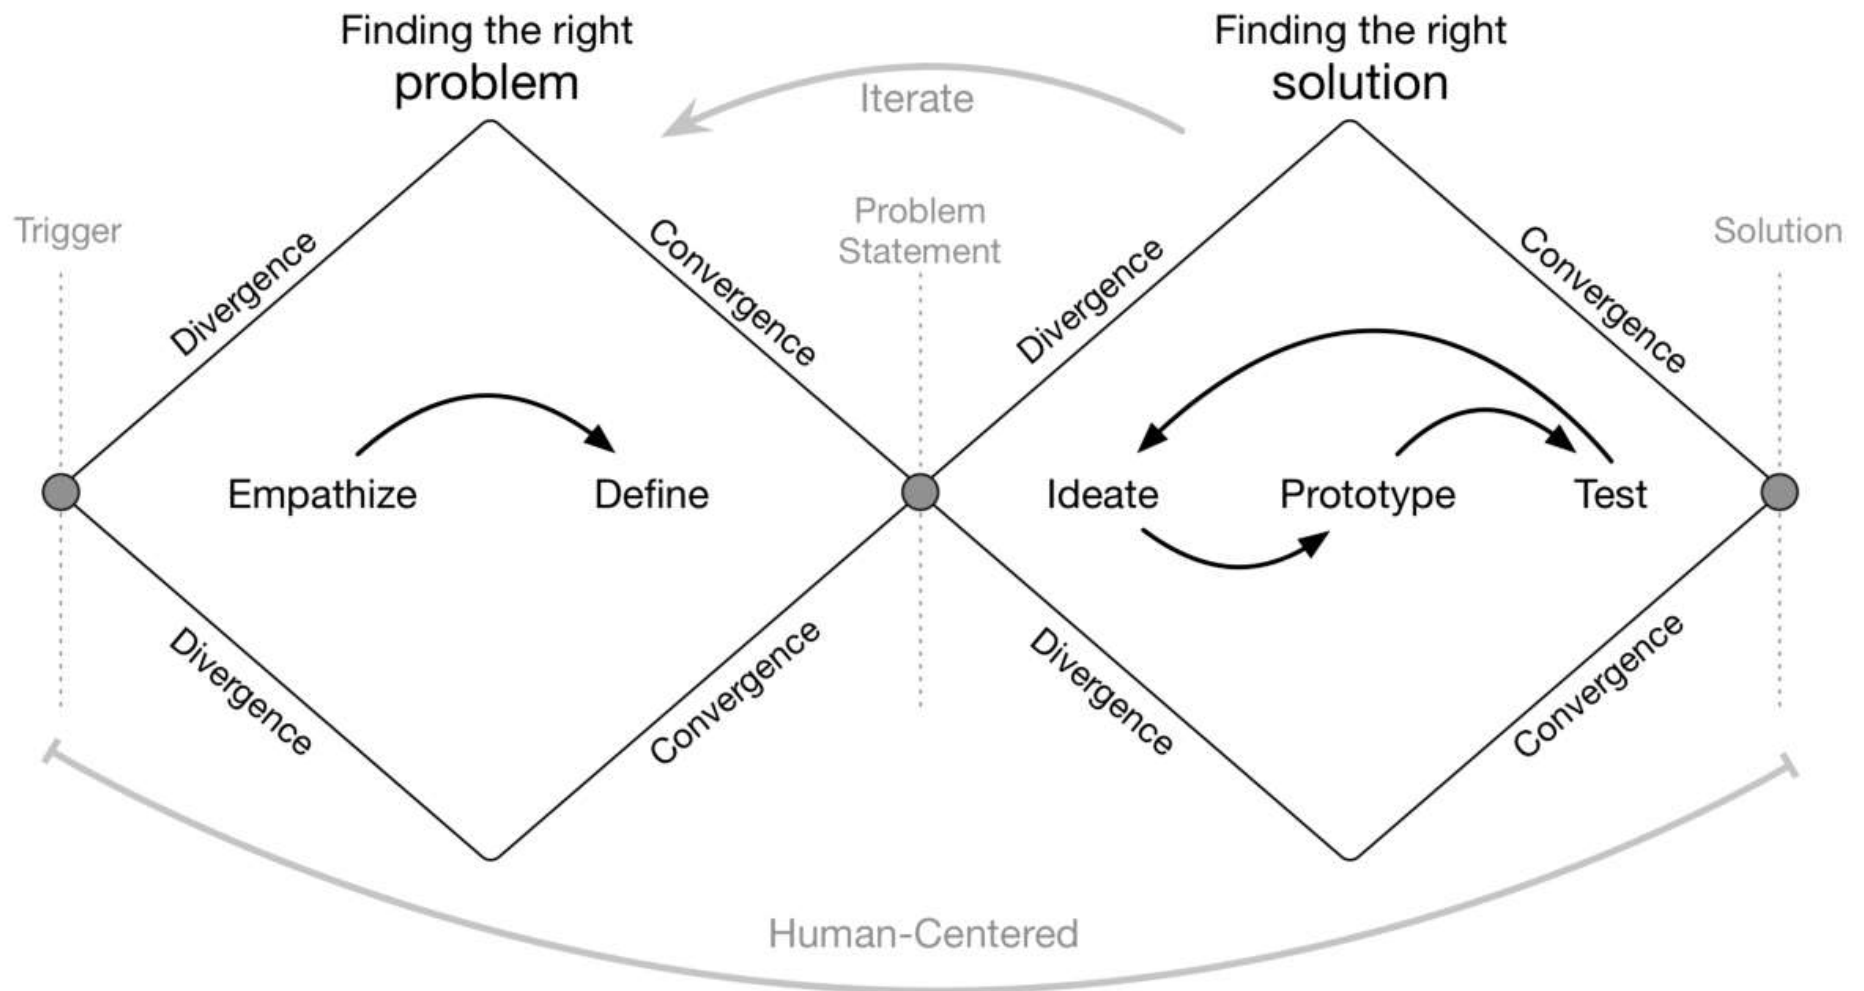 Finding the right
problem
Finding the right
solution
Iterate
Trigger
Problem
Statement
Solution
Divergence
Convergence
Divergence
Convergence
Empathize
Define
Ideate
Prototype
Test
Divergence
Convergence
Divergence
Convergence
Human-Centered